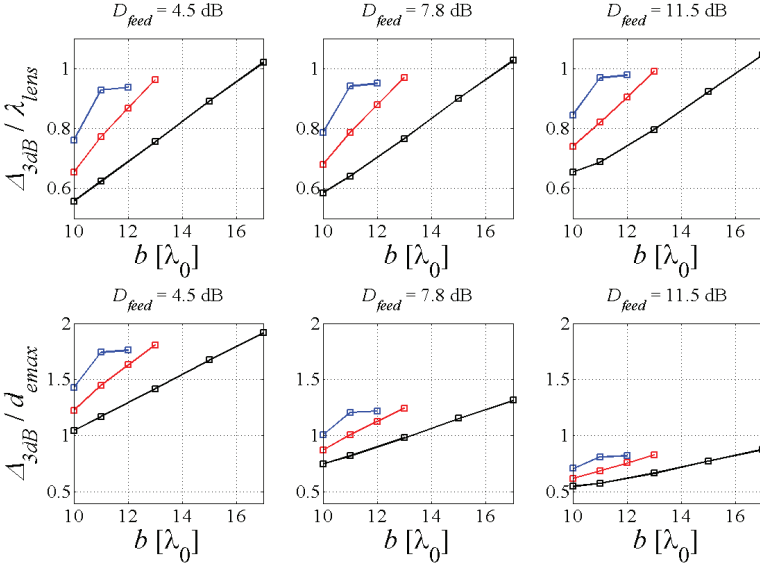 D_feed = 4.5 dB
D_feed = 7.8 dB
D_feed = 11.5 dB
Δ_3dB / λ_lens
1
0.8
0.6
10 12 14 16
b [λ_0]
1
0.8
0.6
10 12 14 16
b [λ_0]
1
0.8
0.6
10 12 14 16
b [λ_0]
D_feed = 4.5 dB
D_feed = 7.8 dB
D_feed = 11.5 dB
Δ_3dB / d_emax
2
1.5
1
0.5
10 12 14 16
b [λ_0]
2
1.5
1
0.5
10 12 14 16
b [λ_0]
2
1.5
1
0.5
10 12 14 16
b [λ_0]